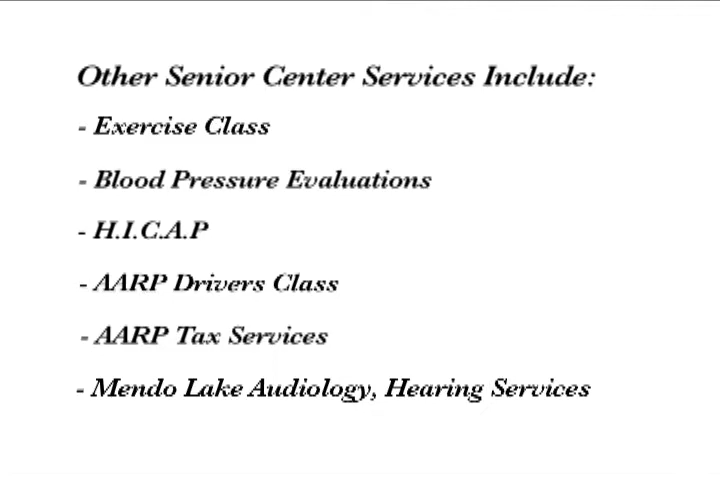 Other Senior Center Services Include:
- Exercise Class
- Blood Pressure Evaluations
- H.I.C.A.P
- AARP Drivers Class
- AARP Tax Services
- Mendo Lake Audiology, Hearing Services